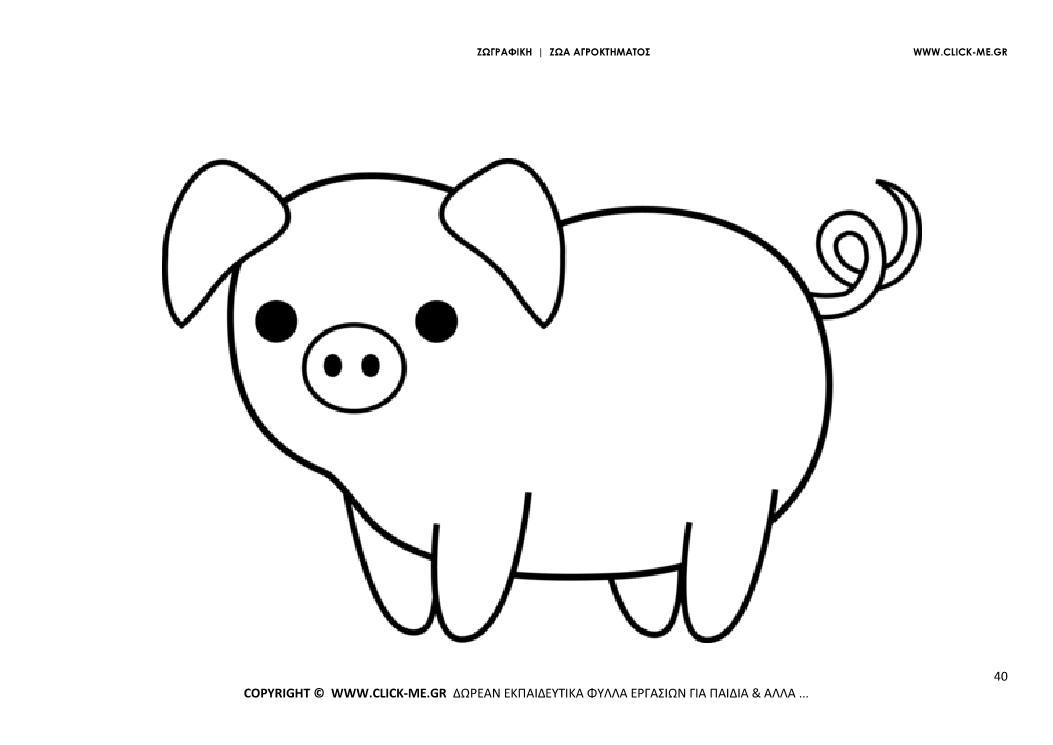 ΖΩΓΡΑΦΙΚΗ | ΖΩΑ ΑΓΡΟΚΤΗΜΑΤΟΣ
WWW.CLICK-ME.GR
40
COPYRIGHT © WWW.CLICK-ME.GR ΔΩΡΕΑΝ ΕΚΠΑΙΔΕΥΤΙΚΑ ΦΥΛΛΑ ΕΡΓΑΣΙΩΝ ΓΙΑ ΠΑΙΔΙΑ & ΑΛΛΑ ...